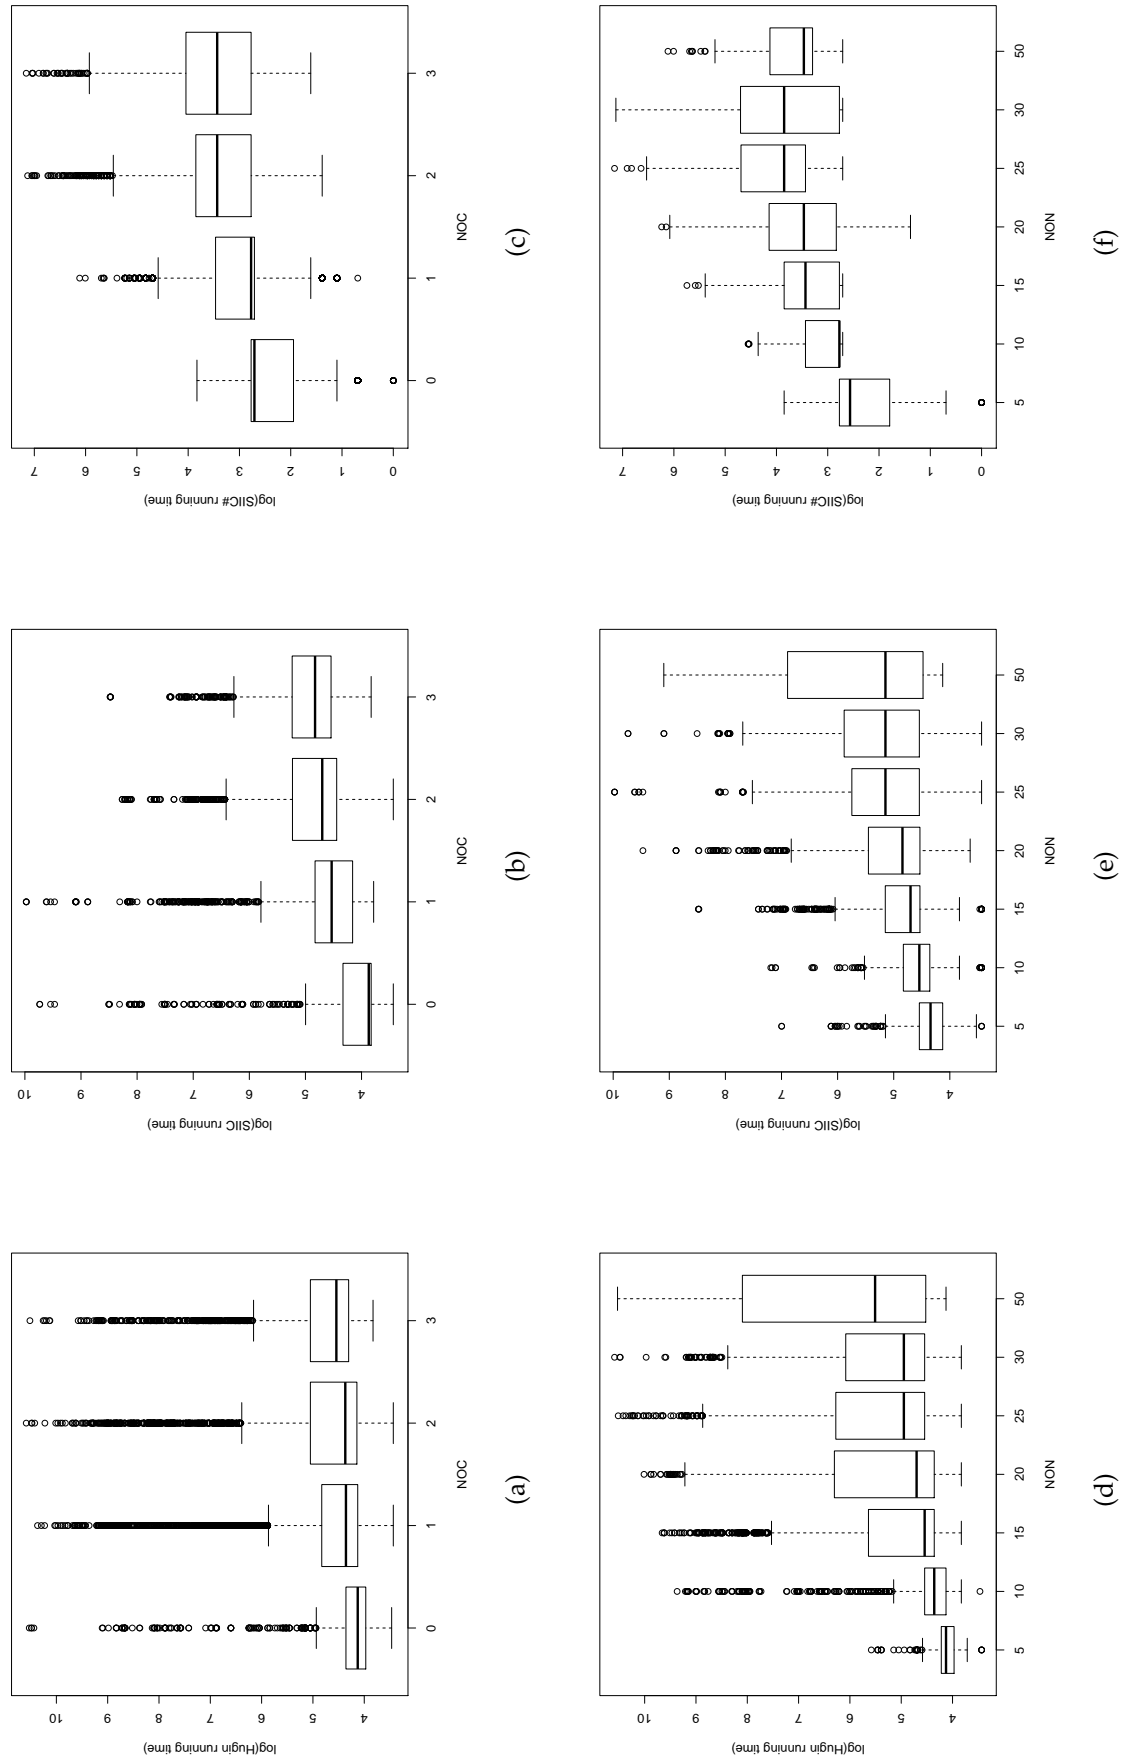 0 1 2 3
4 5 6 7 8 9 10
NOC
log(Hugin running time)
(a)
0 1 2 3
4 5 6 7 8 9 10
NOC
log(SIIC running time)
(b)
0 1 2 3
0 1 2 3 4 5 6 7
NOC
log(SIIC# running time)
(c)
5 10 15 20 25 30 50
4 5 6 7 8 9 10
NON
log(Hugin running time)
(d)
5 10 15 20 25 30 50
4 5 6 7 8 9 10
NON
log(SIIC running time)
(e)
5 10 15 20 25 30 50
0 1 2 3 4 5 6 7
NON
log(SIIC# running time)
(f)